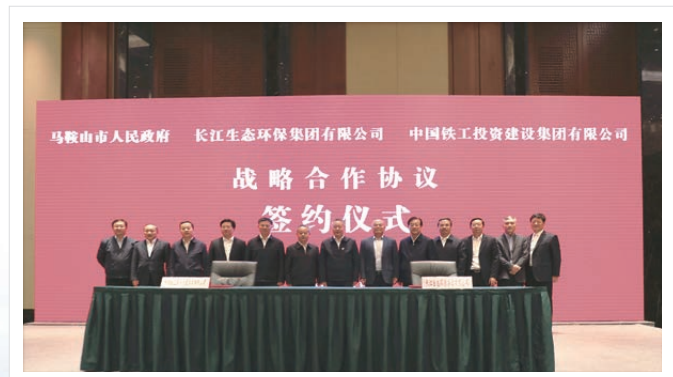 马鞍山市人民政府 长江生态环保集团有限公司 中国铁工投资建设集团有限公司
战略合作协议
签约仪式